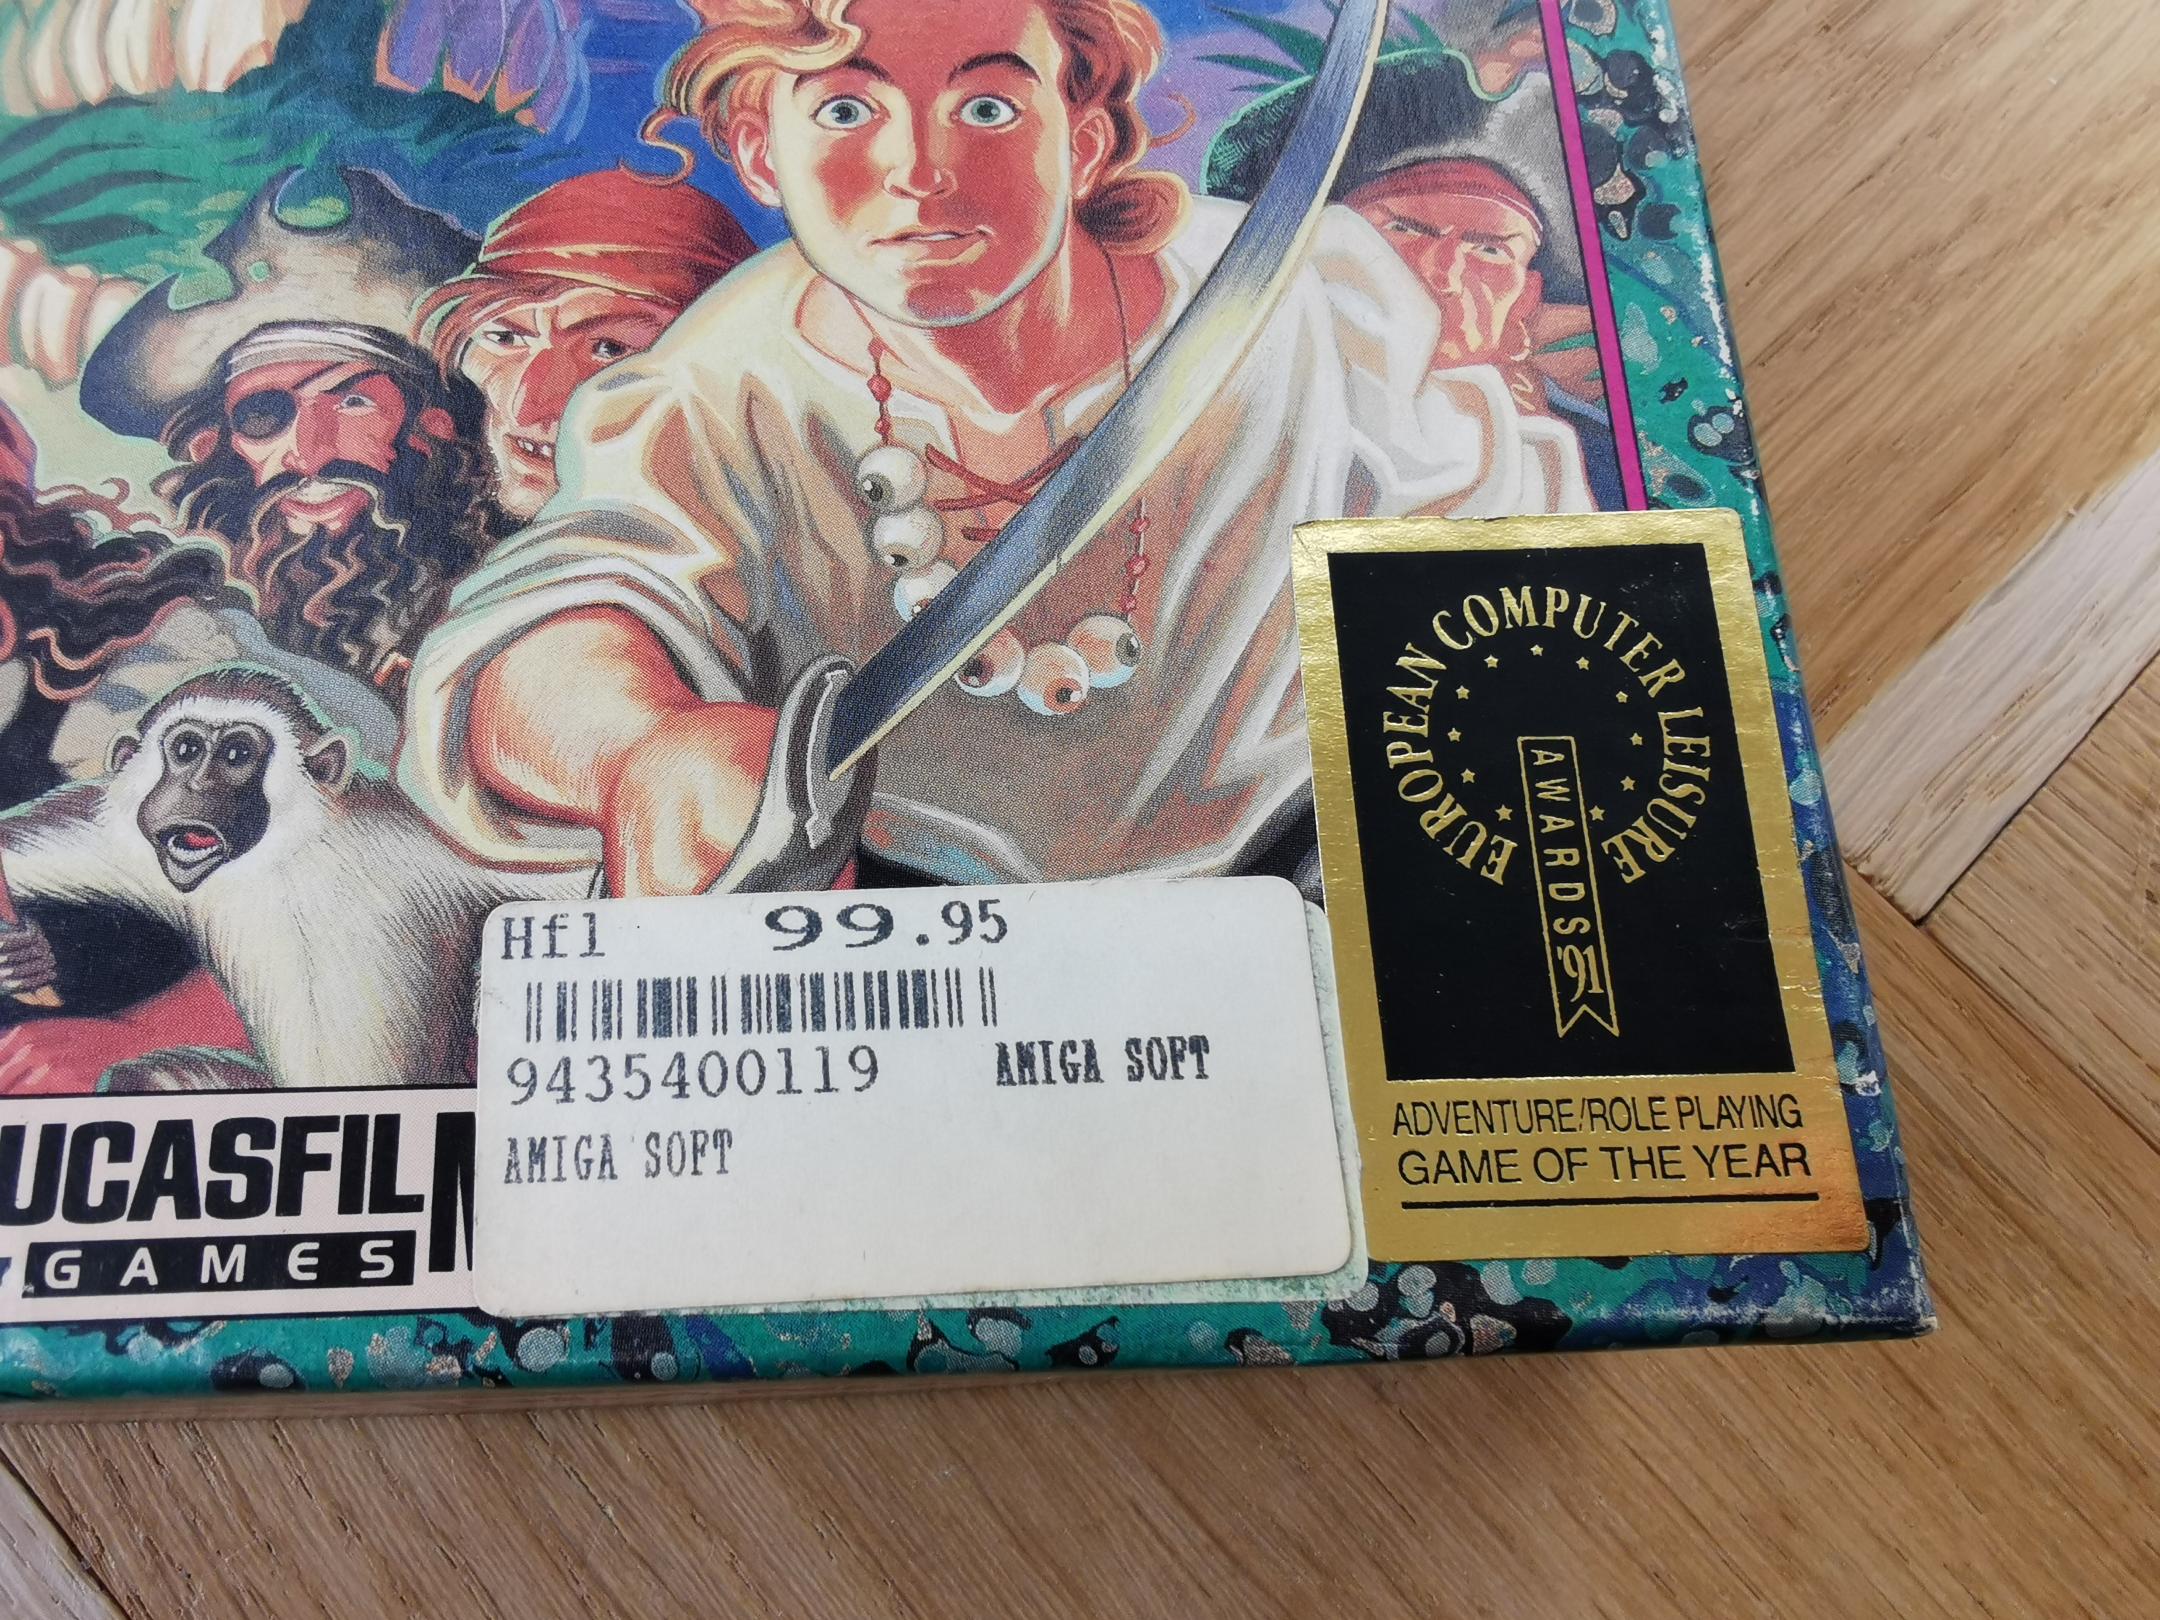 Hfl 99.95
9435400119 AMIGA SOFT
AMIGA SOFT
UCASFIL
GAMES
EUROPEAN COMPUTER LEISURE
AWARDS '91
ADVENTURE/ROLE PLAYING
GAME OF THE YEAR